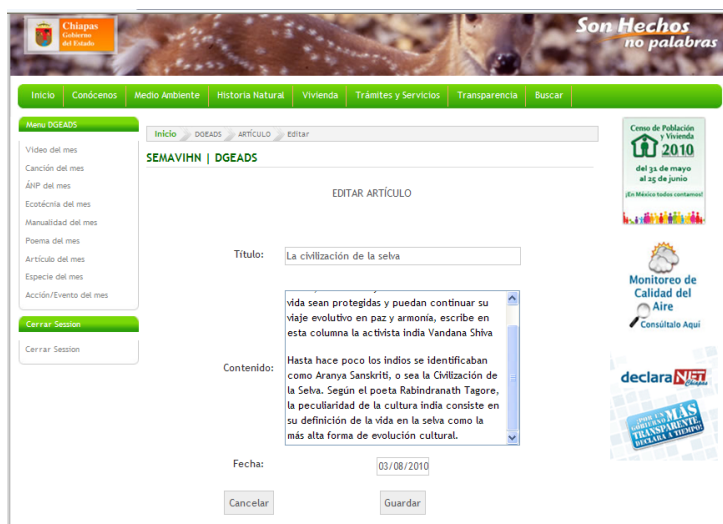 Chiapas
Gobierno
del Estado
Son Hechos
no palabras
Inicio Conócenos Medio Ambiente Historia Natural Vivienda Trámites y Servicios Transparencia Buscar
Menu DGEADS
Video del mes
Canción del mes
ÁNP del mes
Ecotécnia del mes
Manualidad del mes
Poema del mes
Artículo del mes
Especie del mes
Acción/Evento del mes
Cerrar Session
Cerrar Session
Inicio DGEADS ARTÍCULO Editar
SEMAVIHN | DGEADS
EDITAR ARTÍCULO
Título: La civilización de la selva
Contenido:
vida sean protegidas y puedan continuar su
viaje evolutivo en paz y armonía, escribe en
esta columna la activista india Vandana Shiva
Hasta hace poco los indios se identificaban
como Aranya Sanskriti, o sea la Civilización de
la Selva. Según el poeta Rabindranath Tagore,
la peculiaridad de la cultura india consiste en
su definición de la vida en la selva como la
más alta forma de evolución cultural.
Fecha: 03/08/2010
Cancelar Guardar
Censo de Población
y Vivienda
2010
del 31 de mayo
al 25 de junio
¡En México todos contamos!
Monitoreo de
Calidad del
Aire
Consúltalo Aquí
declaraNET
Chiapas
POR UN
GOBIERNO MÁS
TRANSPARENTE
DECLARA A TIEMPO!